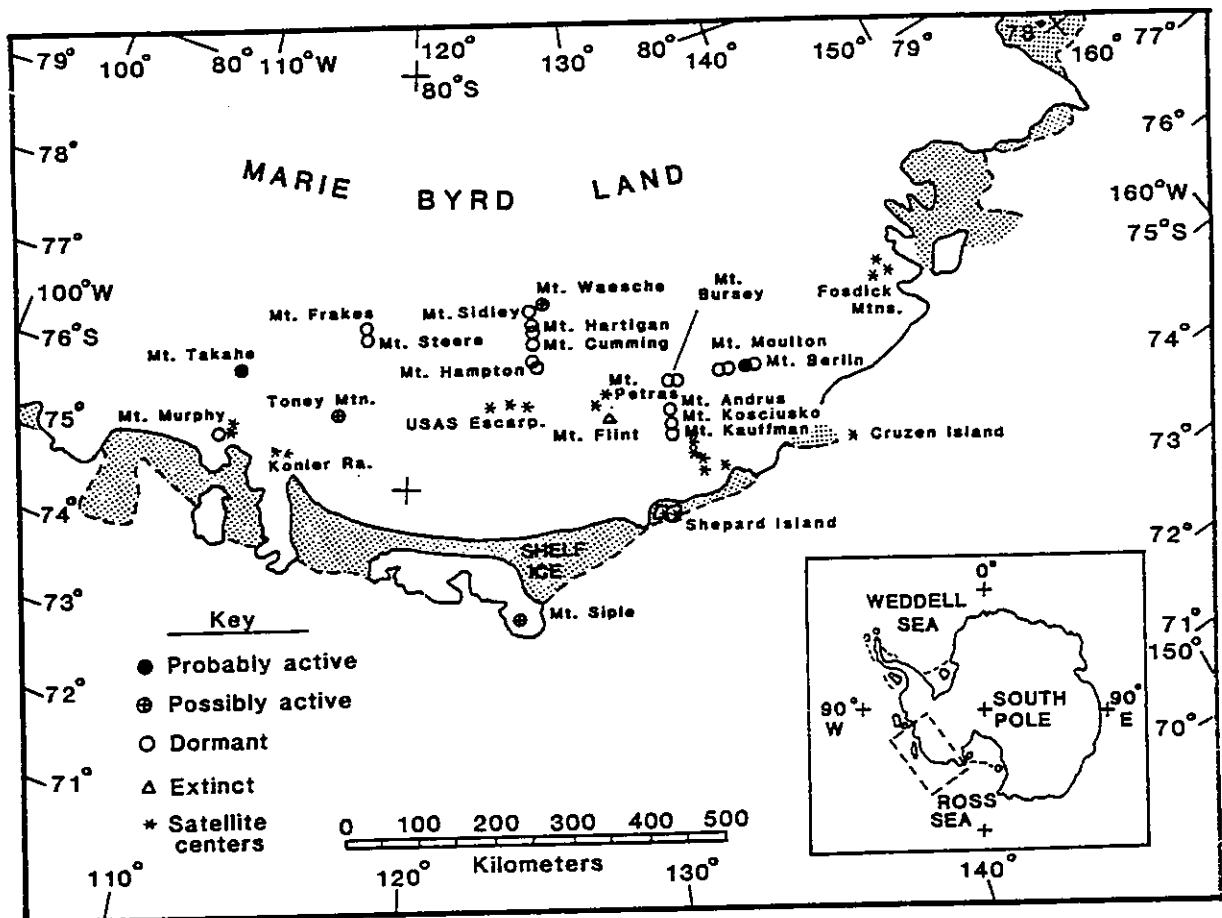 79°
100°
80°
110°W
120°
80°S
130°
80°
140°
150°
79°
78°
160°
77°
78°
77°
100°W
76°S
75°
74°
73°
72°
71°
76°
160°W
75°S
74°
73°
72°
71°
150°
70°
MARIE BYRD LAND
Mt. Waesche
Mt. Bursey
Fosdick
Mtns.
Mt. Frakes
Mt. Sidley
Mt. Hartigan
Mt. Steere
Mt. Cumming
Mt. Moulton
Mt. Berlin
Mt. Takahe
Mt. Hampton
Mt.
Petras
Mt. Andrus
Toney Mtn.
Mt. Murphy
USAS Escarp.
Mt. Flint
Mt. Kosciusko
Mt. Kauffman
Cruzen Island
Kohler Ra.
Shepard Island
SHELF
ICE
Mt. Siple
Key
Probably active
Possibly active
Dormant
Extinct
Satellite
centers
0 100 200 300 400 500
Kilometers
110°
120°
130°
140°
0°
WEDDELL
SEA
90°
W
SOUTH
POLE
90°
E
ROSS
SEA